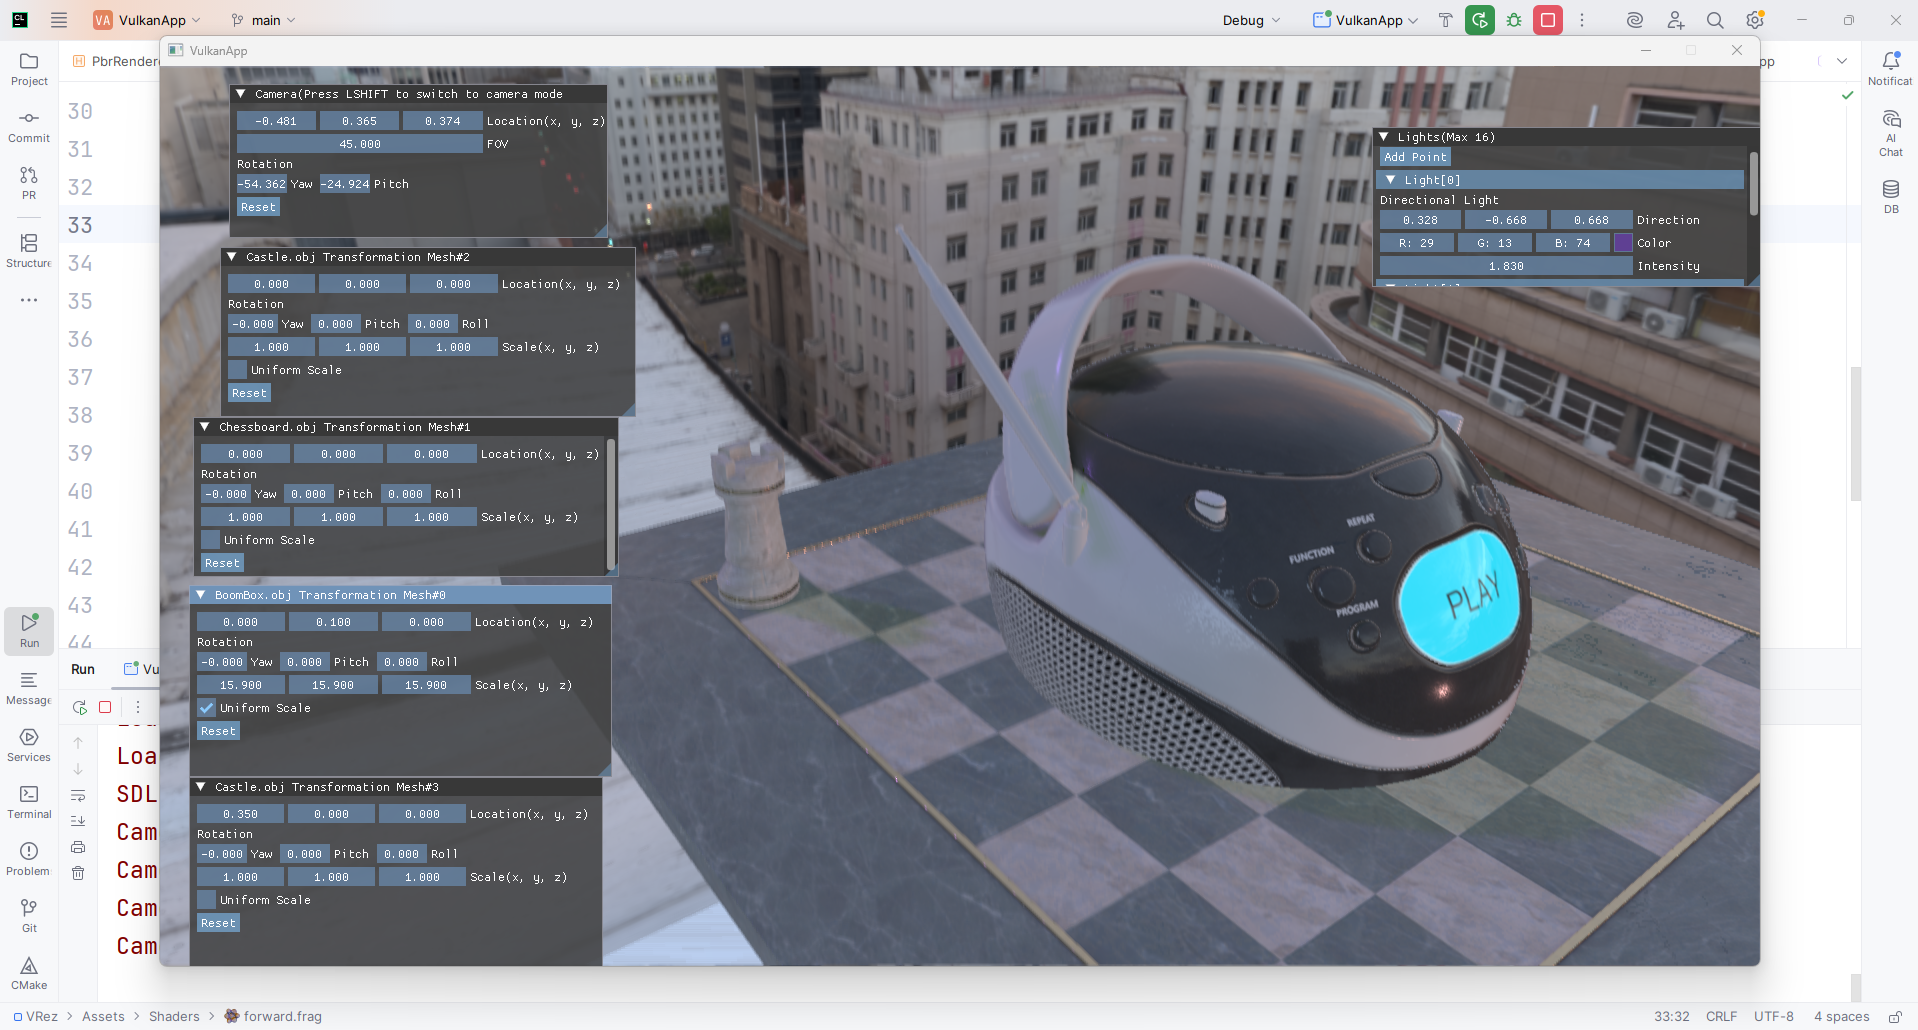 VA VulkanApp main Debug VulkanApp
VulkanApp
Project
Commit
PR
Structure
PbrRendere
30
31
32
33
34
35
36
37
38
39
40
41
42
43
44
Camera(Press LSHIFT to switch to camera mode
-0.481 0.365 0.374 Location(x, y, z)
45.000 FOV
Rotation
-54.362 Yaw -24.924 Pitch
Reset
Castle.obj Transformation Mesh#2
0.000 0.000 0.000 Location(x, y, z)
Rotation
-0.000 Yaw 0.000 Pitch 0.000 Roll
1.000 1.000 1.000 Scale(x, y, z)
Uniform Scale
Reset
Chessboard.obj Transformation Mesh#1
0.000 0.000 0.000 Location(x, y, z)
Rotation
-0.000 Yaw 0.000 Pitch 0.000 Roll
1.000 1.000 1.000 Scale(x, y, z)
Uniform Scale
Reset
BoomBox.obj Transformation Mesh#0
0.000 0.100 0.000 Location(x, y, z)
Rotation
-0.000 Yaw 0.000 Pitch 0.000 Roll
15.900 15.900 15.900 Scale(x, y, z)
Uniform Scale
Reset
Castle.obj Transformation Mesh#3
0.350 0.000 0.000 Location(x, y, z)
Rotation
-0.000 Yaw 0.000 Pitch 0.000 Roll
1.000 1.000 1.000 Scale(x, y, z)
Uniform Scale
Reset
Lights(Max 16)
Add Point
Light[0]
Directional Light
0.328 -0.668 0.668 Direction
R: 29 G: 13 B: 74 Color
1.830 Intensity
REPEAT
FUNCTION
PROGRAM
PLAY
pp
Notificat
AI
Chat
DB
Run
Message
Services
Terminal
Problem
Git
CMake
Run Vu
Loa
SDL
Cam
Cam
Cam
Cam
VRez > Assets > Shaders > forward.frag
33:32 CRLF UTF-8 4 spaces